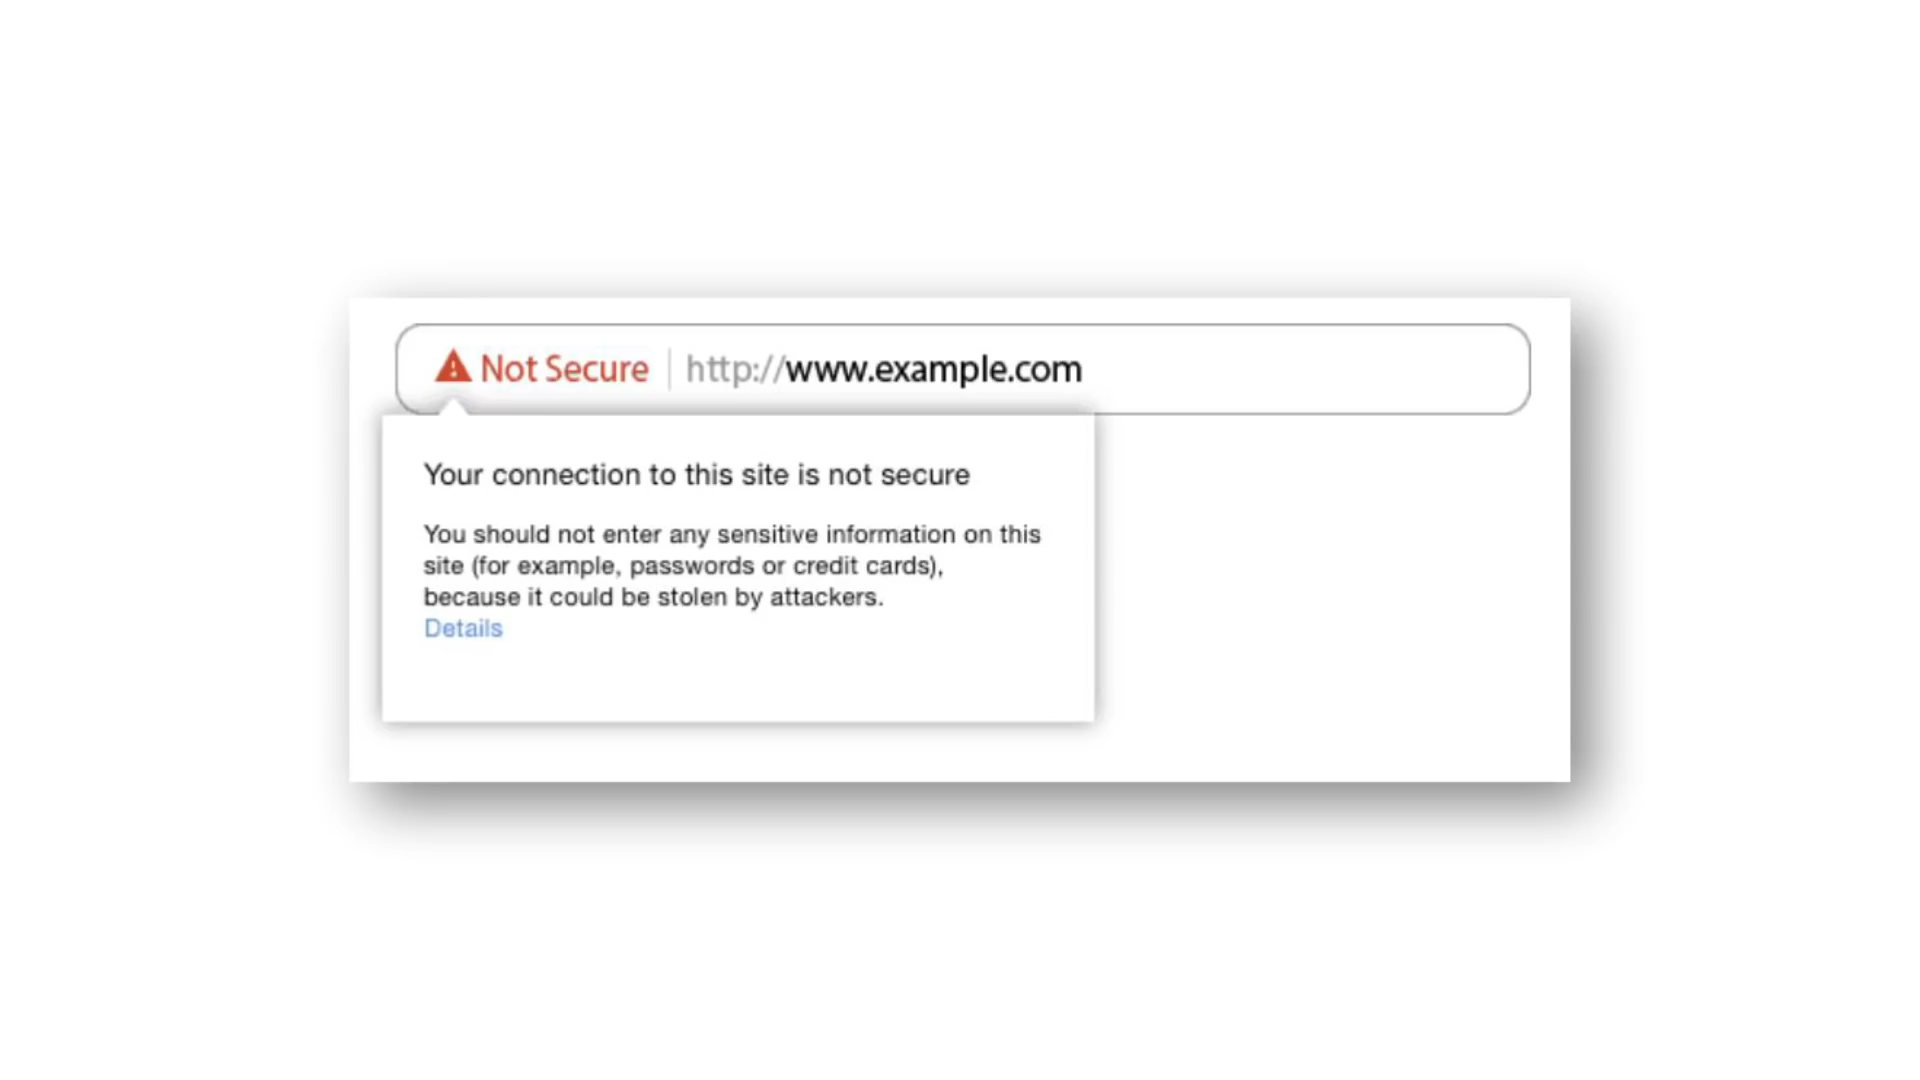 Not Secure http://www.example.com
Your connection to this site is not secure
You should not enter any sensitive information on this
site (for example, passwords or credit cards),
because it could be stolen by attackers.
Details